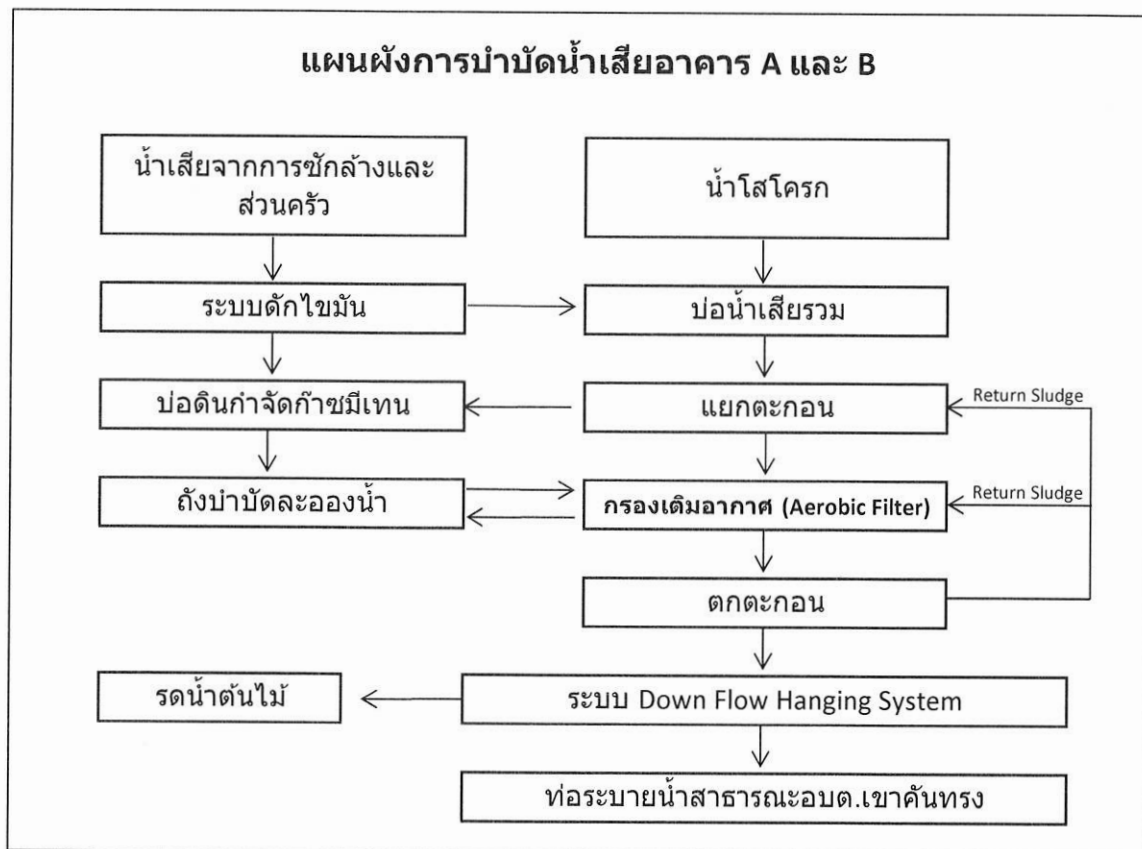 แผนผังการบำบัดน้ำเสียอาคาร A และ B
น้ำเสียจากการซักล้างและ
ส่วนครัว
น้ำโสโครก
ระบบดักไขมัน
บ่อน้ำเสียรวม
บ่อดินกำจัดก๊าซมีเทน
แยกตะกอน
Return Sludge
ถังบำบัดละอองน้ำ
กรองเติมอากาศ (Aerobic Filter)
Return Sludge
ตกตะกอน
รดน้ำต้นไม้
ระบบ Down Flow Hanging System
ท่อระบายน้ำสาธารณะอบต.เขาคันทรง